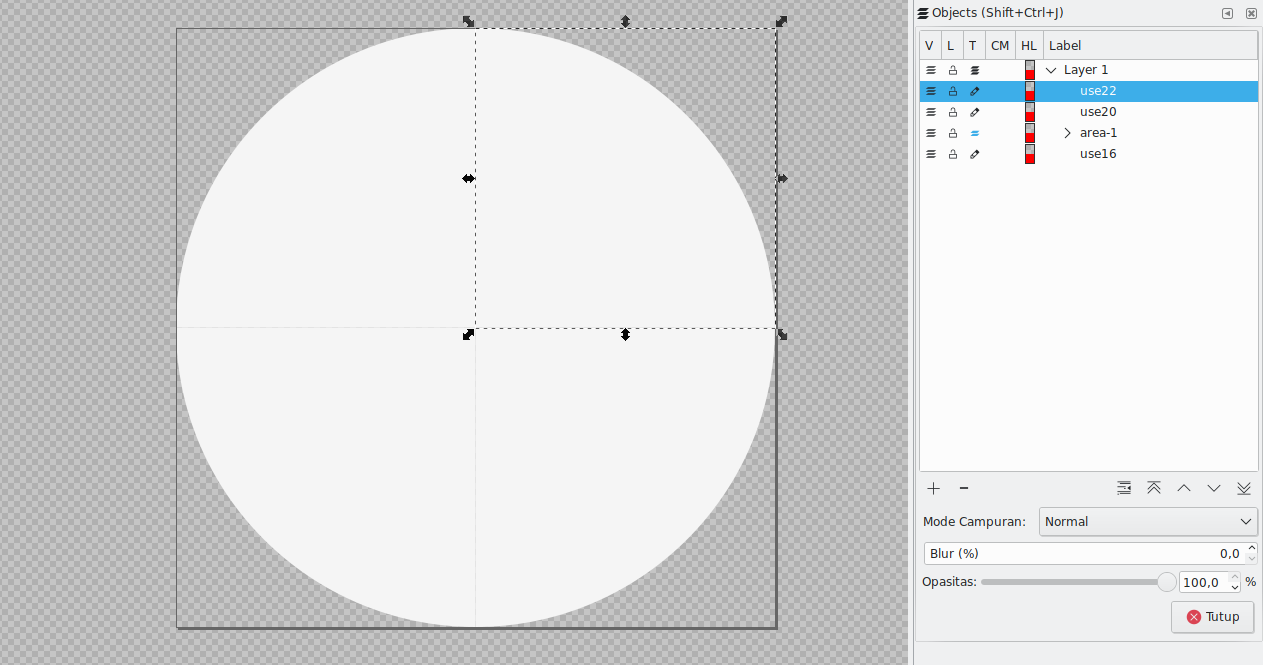 Objects (Shift+Ctrl+J)
V L T CM HL Label
Layer 1
use22
use20
area-1
use16
Mode Campuran: Normal
Blur (%) 0,0
Opasitas: 100,0 %
Tutup